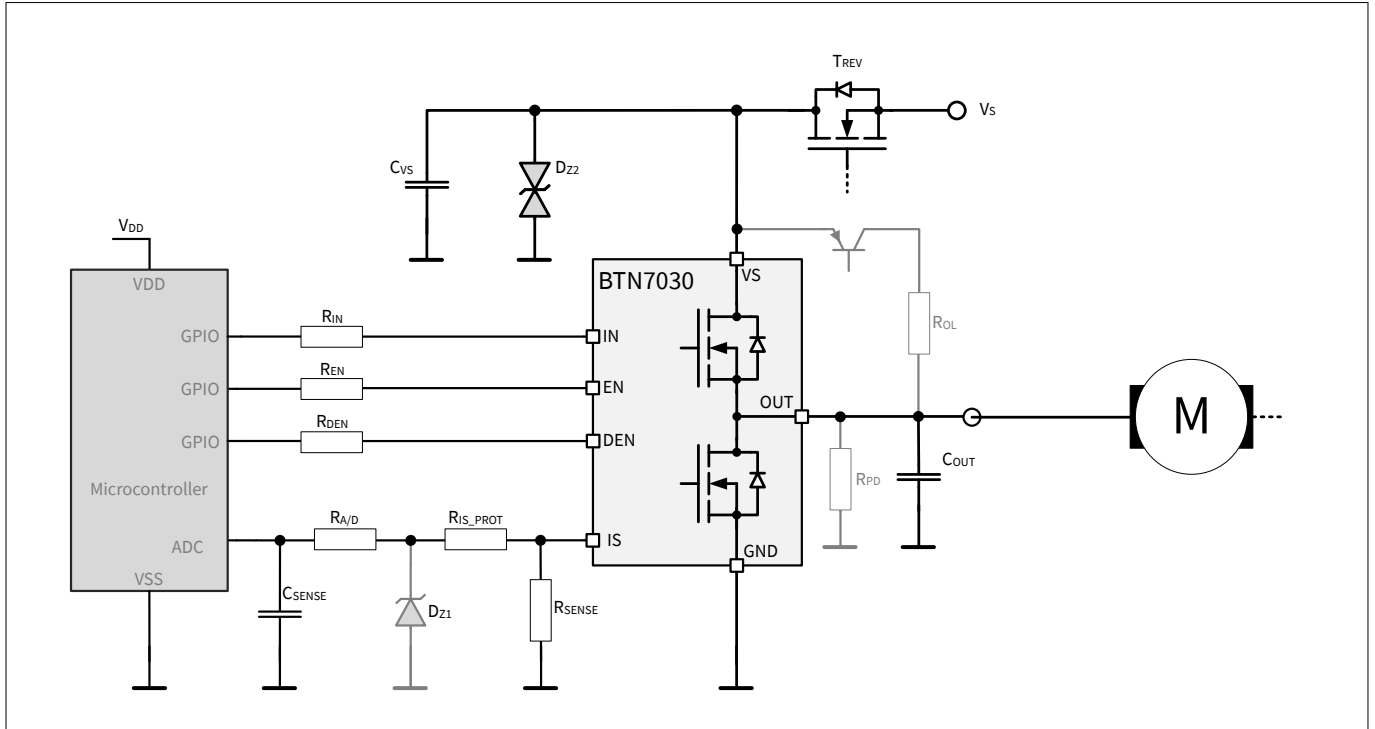 TREV
VS
CVS
DZ2
VDD
VDD
BTN7030
VS
GPIO
RIN
IN
ROL
GPIO
REN
EN
OUT
M
GPIO
RDEN
DEN
COUT
RPD
Microcontroller
RA/D
RIS_PROT
IS
ADC
GND
VSS
CSENSE
DZ1
RSENSE